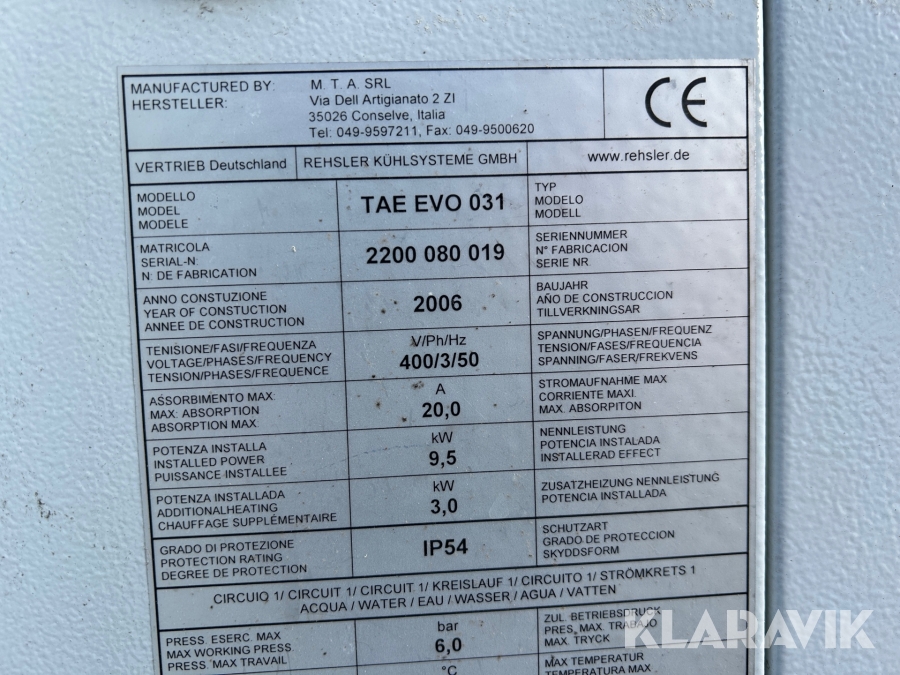 MANUFACTURED BY: M. T. A. SRL
HERSTELLER: Via Dell Artigianato 2 ZI
35026 Conselve, Italia
Tel: 049-9597211, Fax: 049-9500620
CE
VERTRIEB Deutschland REHSLER KÜHLSYSTEME GMBH www.rehsler.de
MODELLO
MODEL
MODELE
TAE EVO 031
TYP
MODELO
MODELL
MATRICOLA
SERIAL-N:
N: DE FABRICATION
2200 080 019
SERIENNUMMER
N° FABRICACION
SERIE NR.
ANNO CONSTUZIONE
YEAR OF CONSTUCTION
ANNEE DE CONSTRUCTION
2006
BAUJAHR
AÑO DE CONSTRUCCION
TILLVERKNINGSAR
TENISIONE/FASI/FREQUENZA
VOLTAGE/PHASES/FREQUENCY
TENSION/PHASES/FREQUENCE
V/Ph/Hz
400/3/50
SPANNUNG/PHASEN/FREQUENZ
TENSION/FASES/FREQUENCIA
SPANNING/FASER/FREKVENS
ASSORBIMENTO MAX:
MAX: ABSORPTION
ABSORPTION MAX:
A
20,0
STROMAUFNAHME MAX
CORRIENTE MAXI.
MAX. ABSORPITON
POTENZA INSTALLA
INSTALLED POWER
PUISSANCE INSTALLEE
kW
9,5
NENNLEISTUNG
POTENCIA INSTALADA
INSTALLERAD EFFECT
POTENZA INSTALLADA
ADDITIONALHEATING
CHAUFFAGE SUPPLÉMENTAIRE
kW
3,0
ZUSATZHEIZUNG NENNLEISTUNG
POTENCIA INSTALLADA
GRADO DI PROTEZIONE
PROTECTION RATING
DEGREE DE PROTECTION
IP54
SCHUTZART
GRADO DE PROTECCION
SKYDDSFORM
CIRCUIQ 1/ CIRCUIT 1/ CIRCUIT 1/ KREISLAUF 1/ CIRCUITO 1/ STRÖMKRETS 1
ACQUA / WATER / EAU / WASSER / AGUA / VATTEN
PRESS. ESERC. MAX
MAX WORKING PRESS.
PRESS. MAX TRAVAIL
bar
6,0
ZUL. BETRIEBSDRUCK
PRES, MAX. TRABAJO
MAX. TRYCK
°C
MAX TEMPERATUR
TEMPERATURA MAX
KLARAVIK